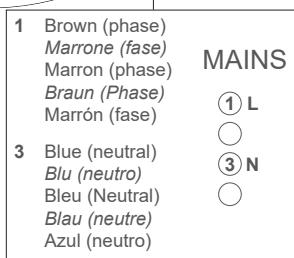 1 Brown (phase)
Marrone (fase)
Marron (phase)
Braun (Phase)
Marrón (fase)
3 Blue (neutral)
Blu (neutro)
Bleu (Neutral)
Blau (neutre)
Azul (neutro)
MAINS
1 L
3 N